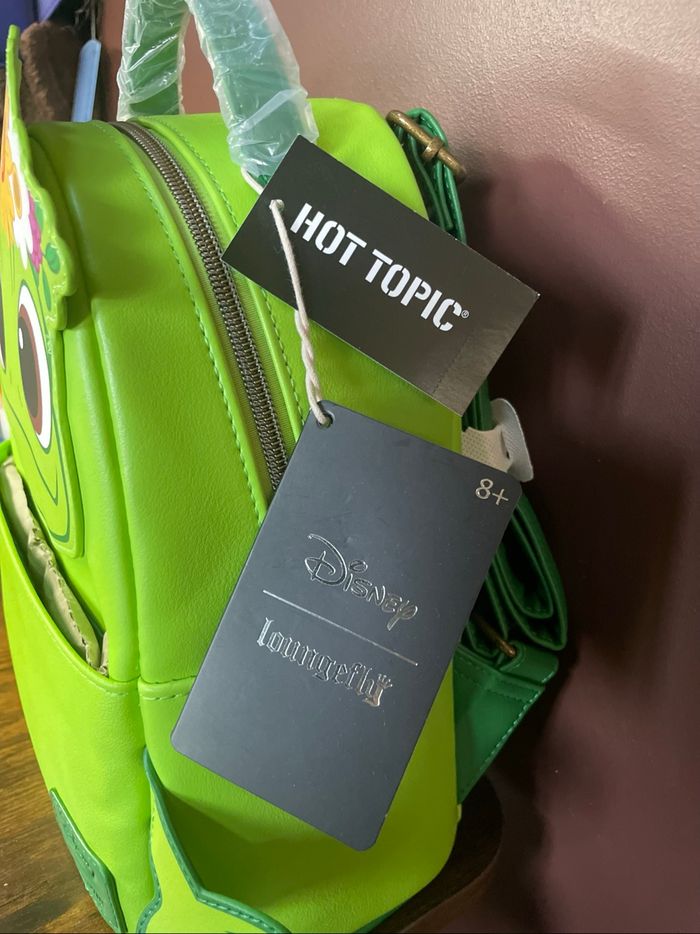 HOT TOPIC®
8+
Disney
loungefly